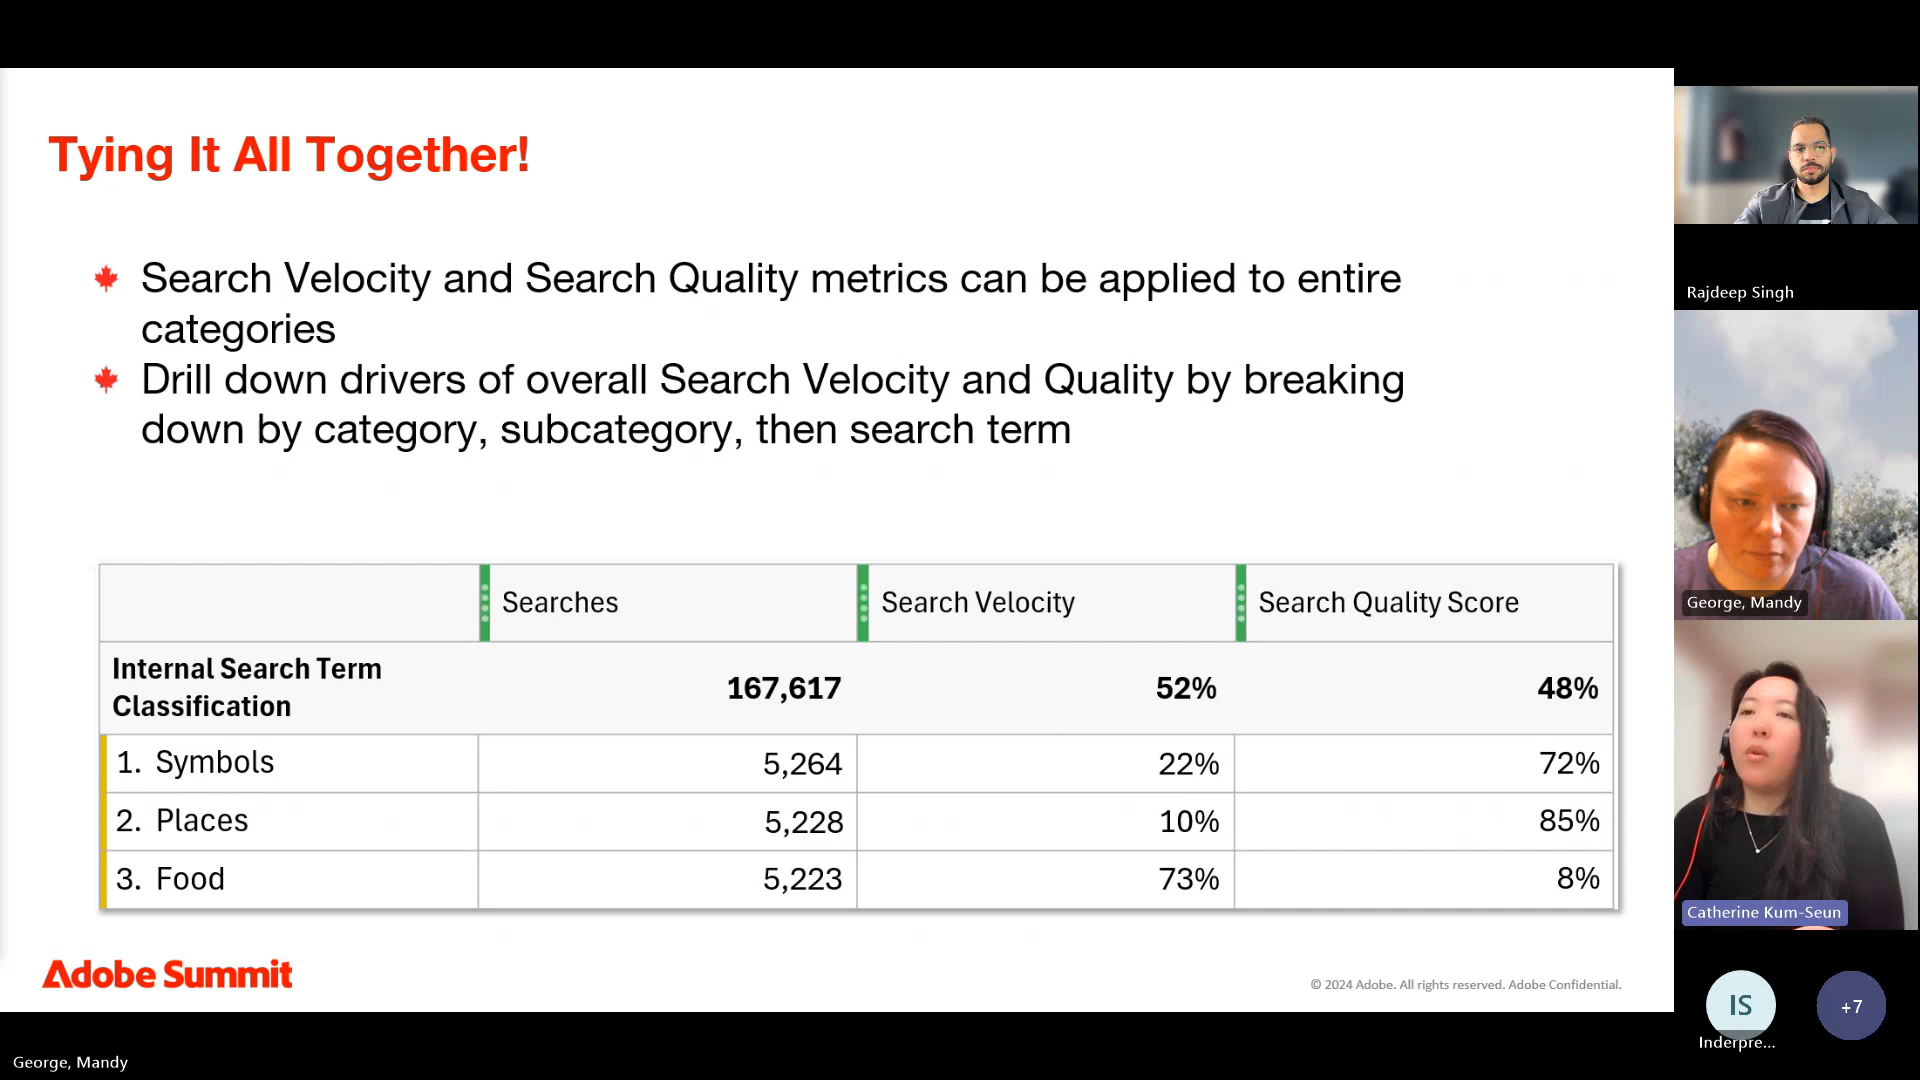 Tying It All Together!
Search Velocity and Search Quality metrics can be applied to entire
categories
Drill down drivers of overall Search Velocity and Quality by breaking
down by category, subcategory, then search term
Searches
Search Velocity
Search Quality Score
Internal Search Term
Classification
167,617
52%
48%
1. Symbols
5,264
22%
72%
2. Places
5,228
10%
85%
3. Food
5,223
73%
8%
Adobe Summit
© 2024 Adobe. All rights reserved. Adobe Confidential.
George, Mandy
Rajdeep Singh
George, Mandy
Catherine Kum-Seun
IS
Inderpre...
+7